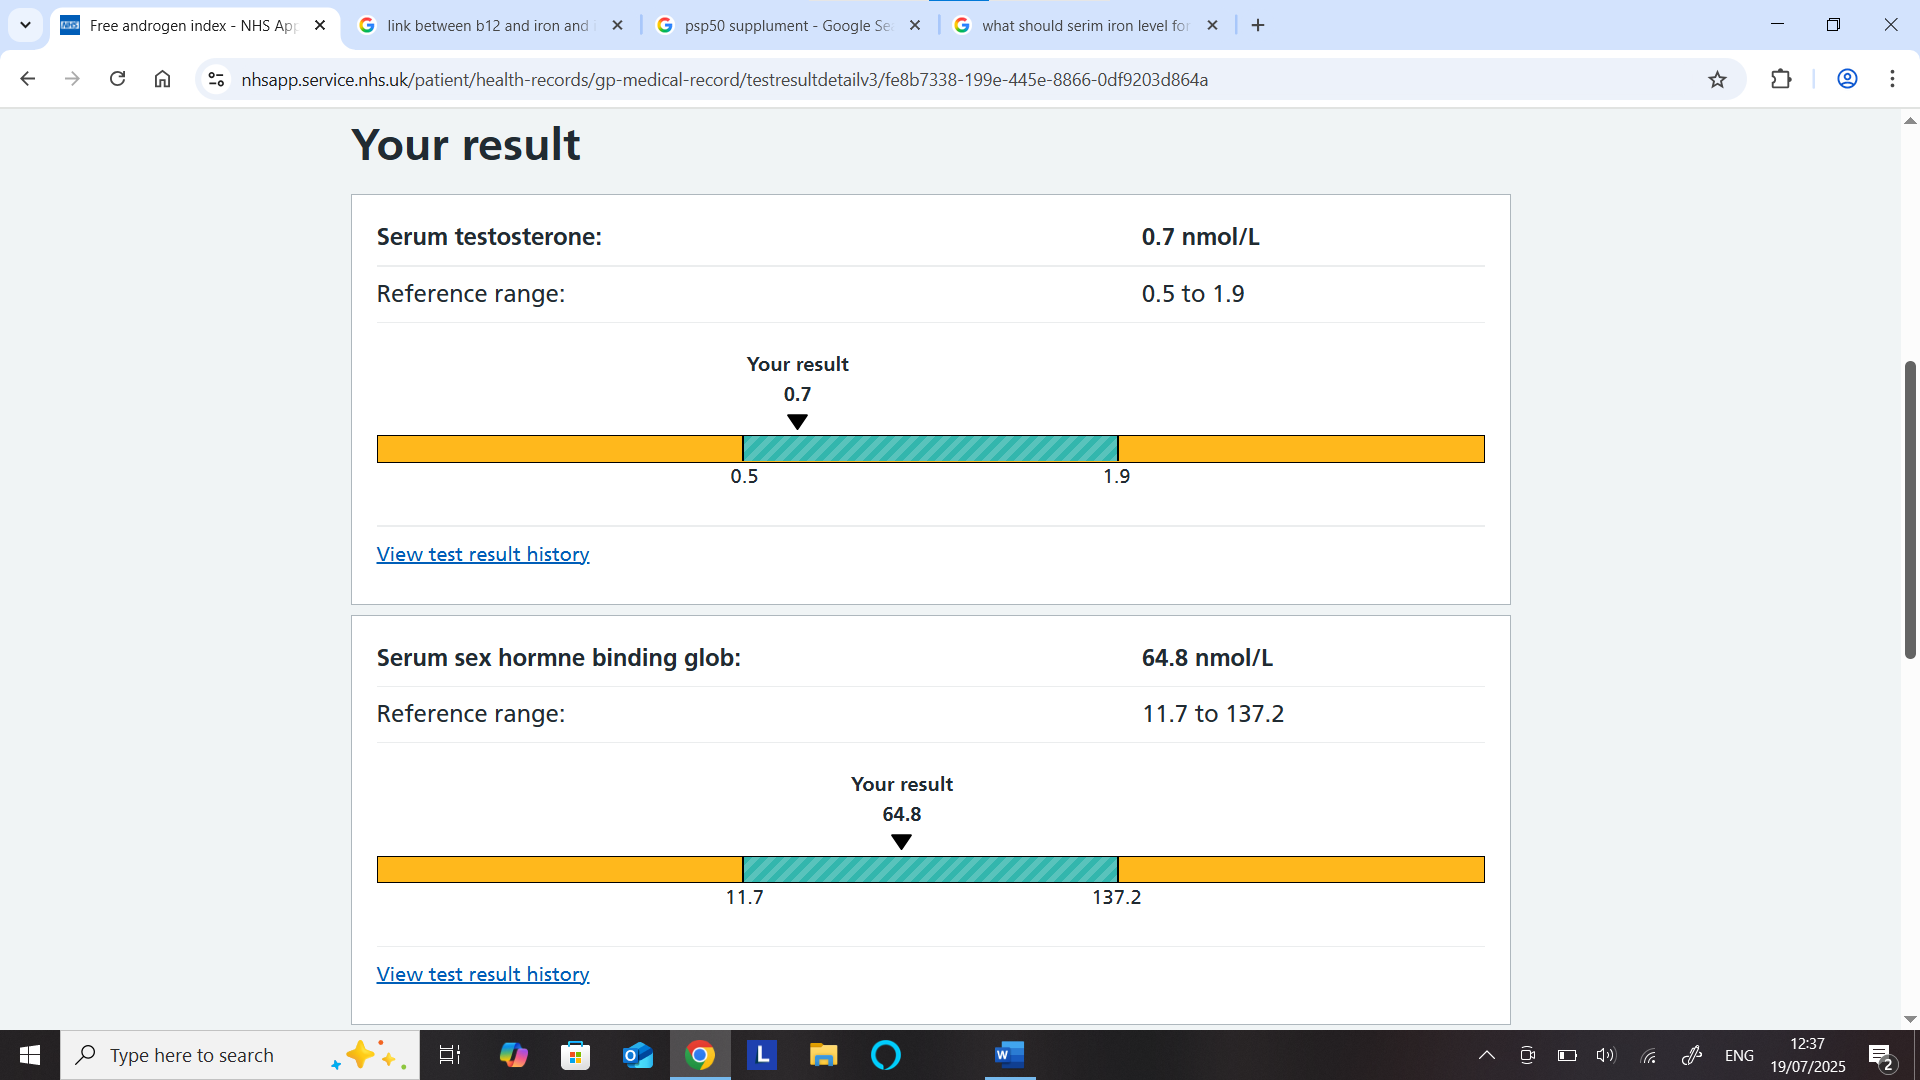 Free androgen index - NHS App
link between b12 and iron and
psp50 supplument - Google Sea
what should serim iron level for
nhsapp.service.nhs.uk/patient/health-records/gp-medical-record/testresultdetailv3/fe8b7338-199e-445e-8866-0df9203d864a
Your result
Serum testosterone: 0.7 nmol/L
Reference range: 0.5 to 1.9
Your result
0.7
0.5 1.9
View test result history
Serum sex hormne binding glob: 64.8 nmol/L
Reference range: 11.7 to 137.2
Your result
64.8
11.7 137.2
View test result history
Type here to search
ENG
12:37
19/07/2025
2